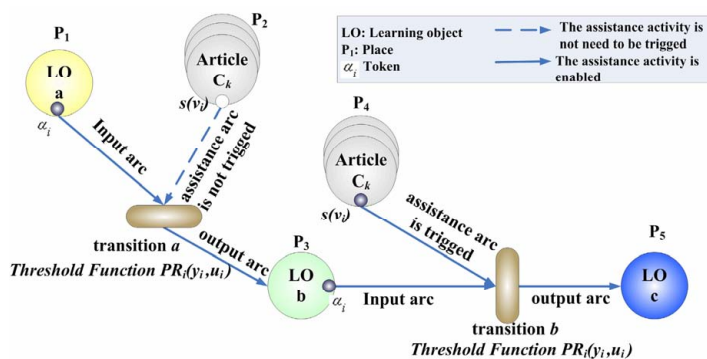 P1
LO
a
αi
Input arc
P2
Article
Ck
s(vi)
assistance arc
is not trigged
transition a
Threshold Function PRi(yi,ui)
output arc
P3
LO
b
αi
Input arc
P4
Article
Ck
s(vi)
assistance arc
is trigged
transition b
Threshold Function PRi(yi,ui)
output arc
P5
LO
c
LO: Learning object
P1: Place
αi Token
The assistance activity is
not need to be trigged
The assistance activity is
enabled